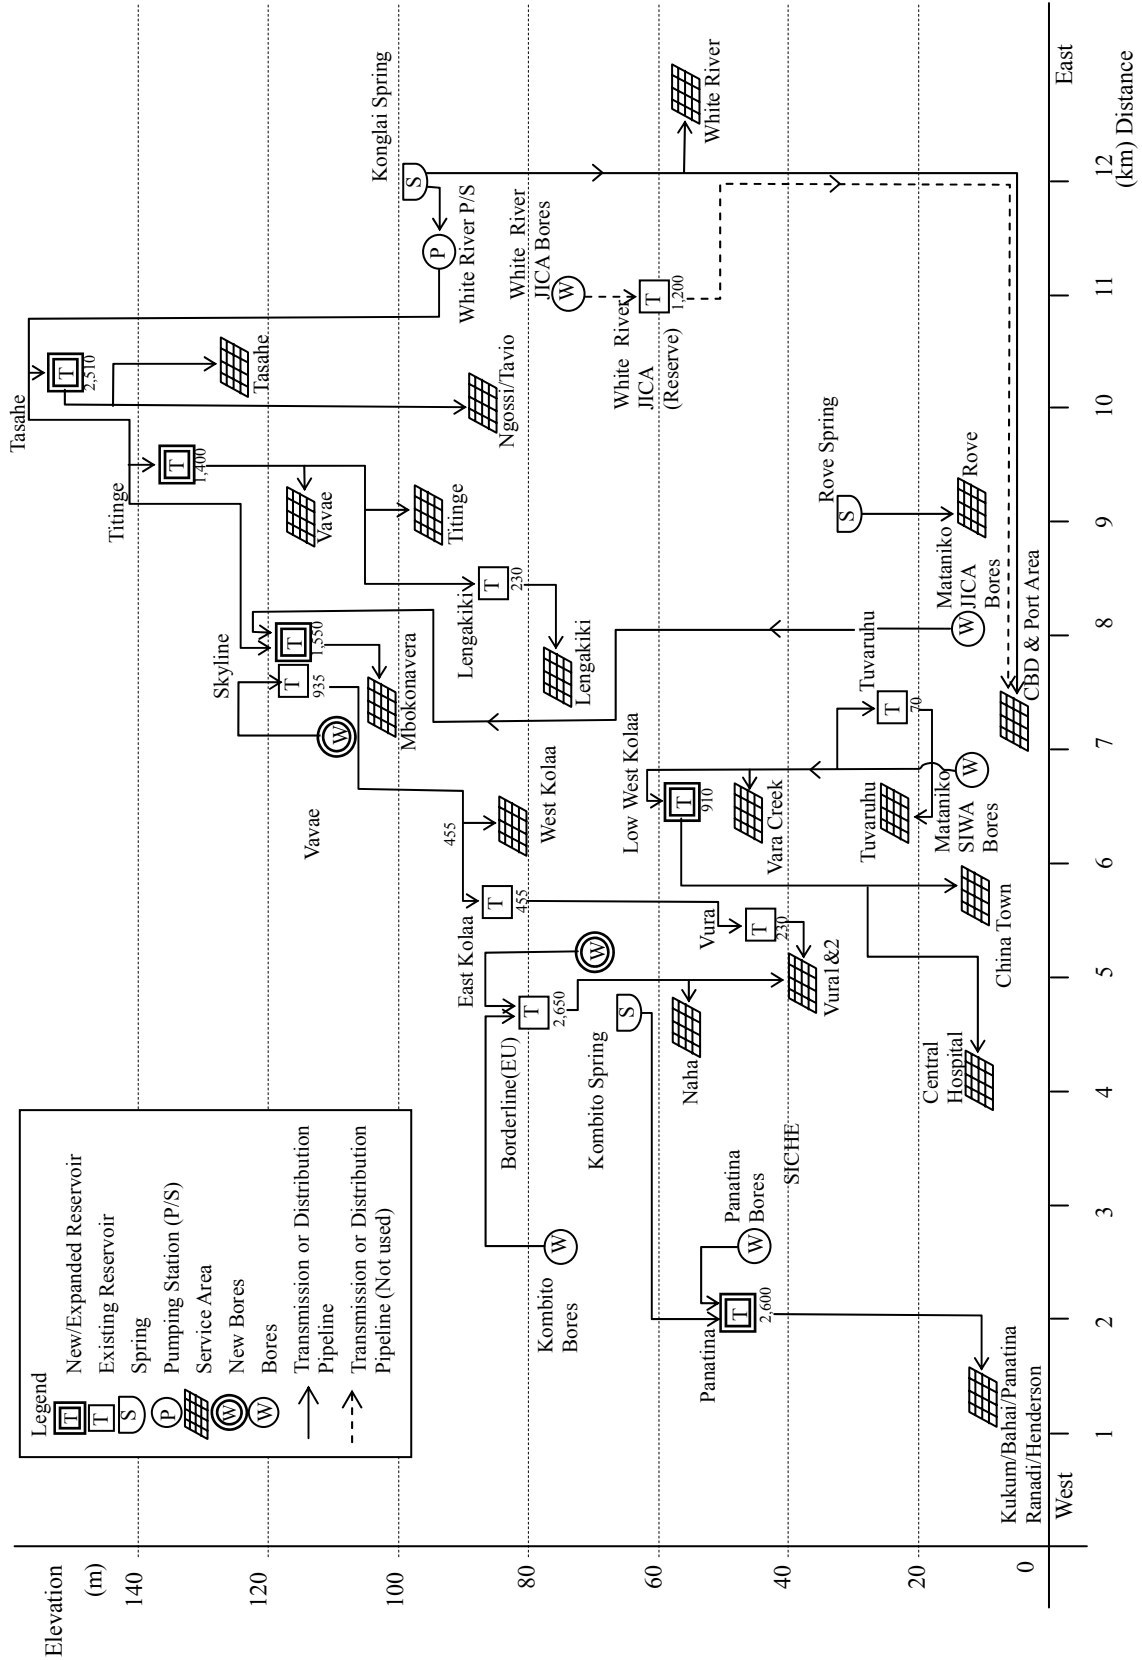 Elevation
(m)
140
120
100
80
60
40
20
0
Legend
T
New/Expanded Reservoir
T
Existing Reservoir
S
Spring
P
Pumping Station (P/S)
Service Area
W
New Bores
W
Bores
Transmission or Distribution
Pipeline
Transmission or Distribution
Pipeline (Not used)
Tasahe
T
2,510
Tasahe
Ngossi/Tavio
Titinge
T
1,400
Vavae
Titinge
Lengakiki
T
230
Lengakiki
Skyline
T
1,550
T
935
Mbokonavera
W
Vavae
455
West Kolaa
East Kolaa
T
455
Vura
T
230
Vura1&2
W
Borderline(EU)
T
2,650
Naha
W
Kombito
Bores
Kombito Spring
S
SICHE
Panatina
Bores
W
Panatina
T
2,600
Kukum/Bahai/Panatina
Ranadi/Henderson
Low West Kolaa
T
910
Vara Creek
Tuvaruhu
T
70
Tuvaruhu
Mataniko
SIWA
Bores
W
China Town
Central
Hospital
Mataniko
JICA
Bores
W
Rove Spring
S
Rove
CBD & Port Area
Konglai Spring
S
P
White River P/S
White River
JICA Bores
W
White River
JICA
(Reserve)
T
1,200
White River
West
East
1
2
3
4
5
6
7
8
9
10
11
12
(km) Distance